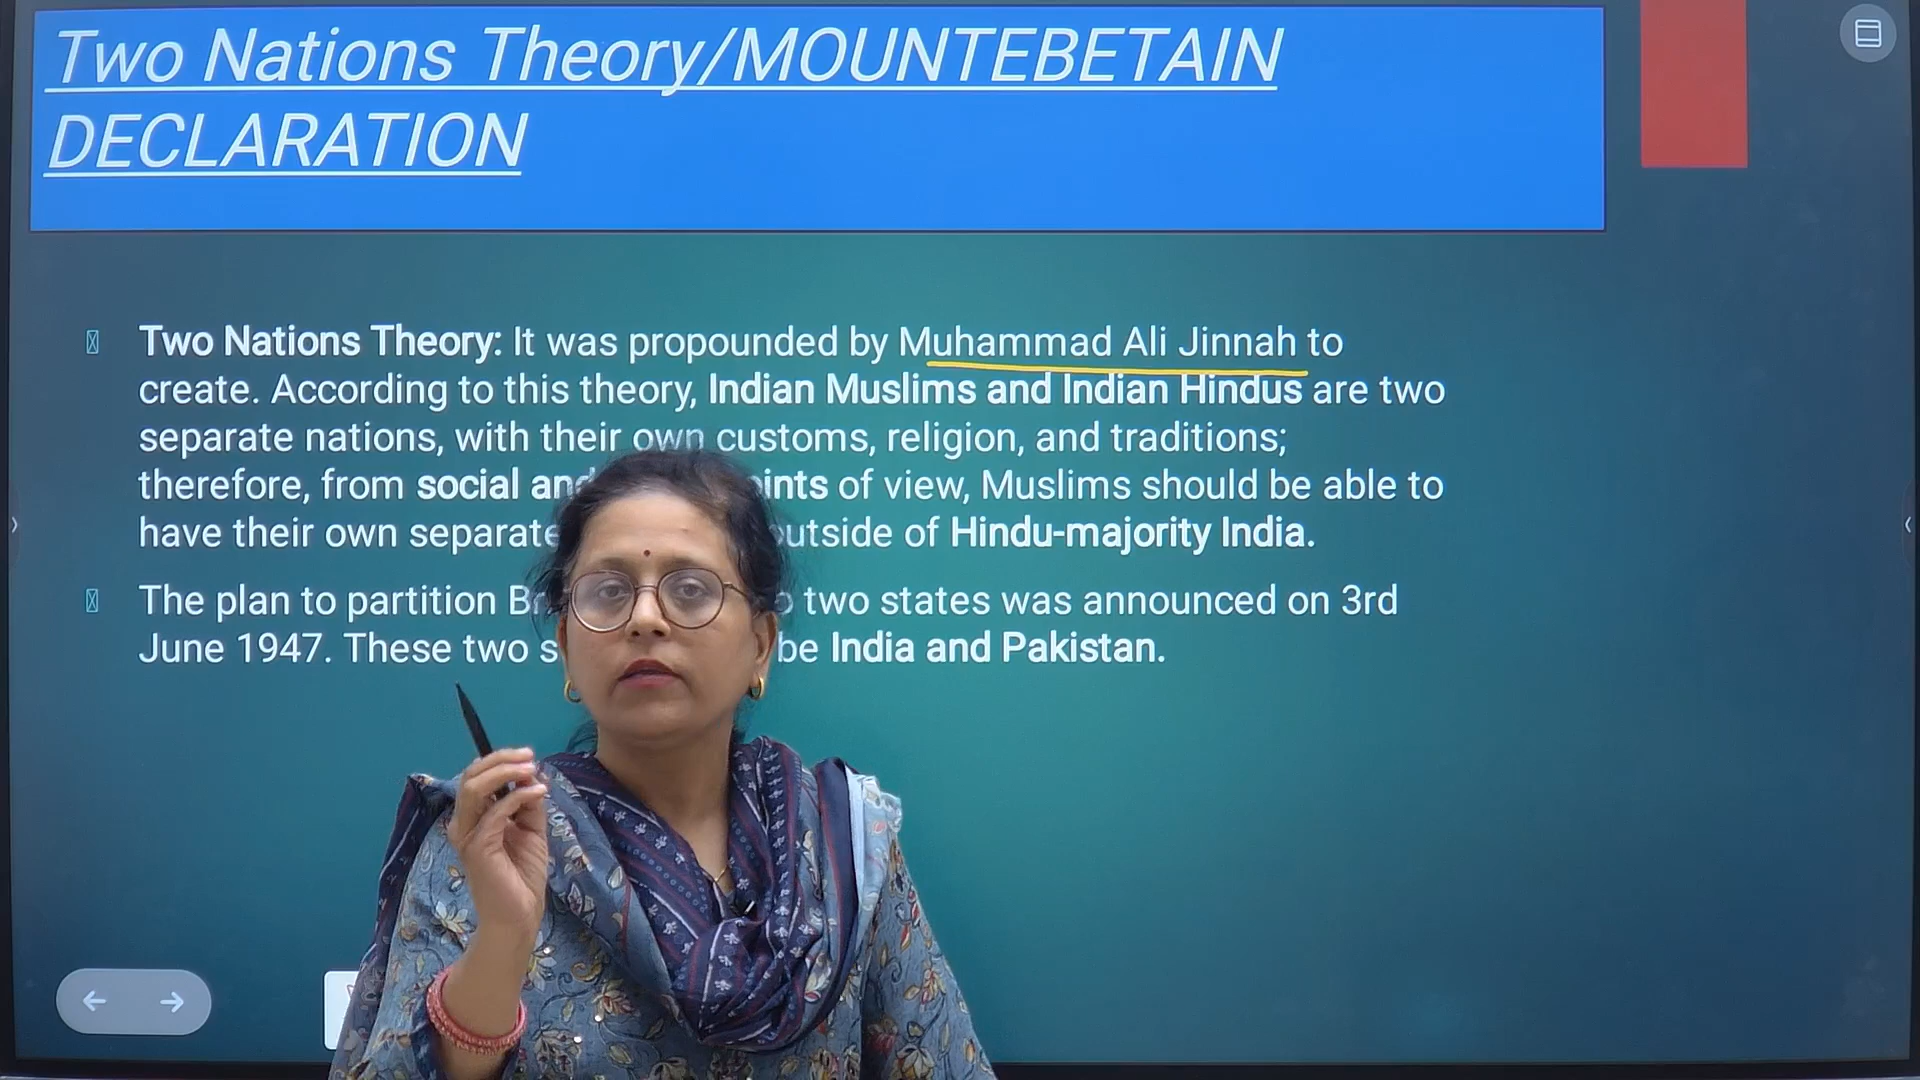 Two Nations Theory/MOUNTEBETAIN
DECLARATION
Two Nations Theory: It was propounded by Muhammad Ali Jinnah to
create. According to this theory, Indian Muslims and Indian Hindus are two
separate nations, with their own customs, religion, and traditions;
therefore, from social and of view, Muslims should be able to
have their own separate outside of Hindu-majority India.
The plan to partition two states was announced on 3rd
June 1947. These two be India and Pakistan.